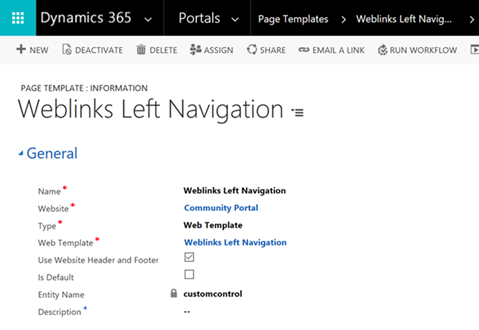 Dynamics 365 Portals Page Templates > Weblinks Left Navig... >
+ NEW DEACTIVATE DELETE ASSIGN SHARE EMAIL A LINK RUN WORKFLOW
PAGE TEMPLATE : INFORMATION
Weblinks Left Navigation
General
Name * Weblinks Left Navigation
Website * Community Portal
Type * Web Template
Web Template * Weblinks Left Navigation
Use Website Header and Footer
Is Default
Entity Name customcontrol
Description * --